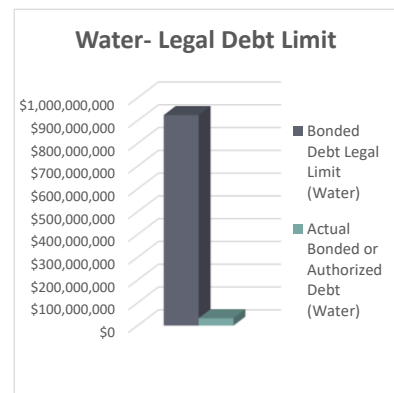 Water- Legal Debt Limit
$1,000,000,000
$900,000,000
$800,000,000
$700,000,000
$600,000,000
$500,000,000
$400,000,000
$300,000,000
$200,000,000
$100,000,000
$0
Bonded
Debt Legal
Limit
(Water)
Actual
Bonded or
Authorized
Debt
(Water)